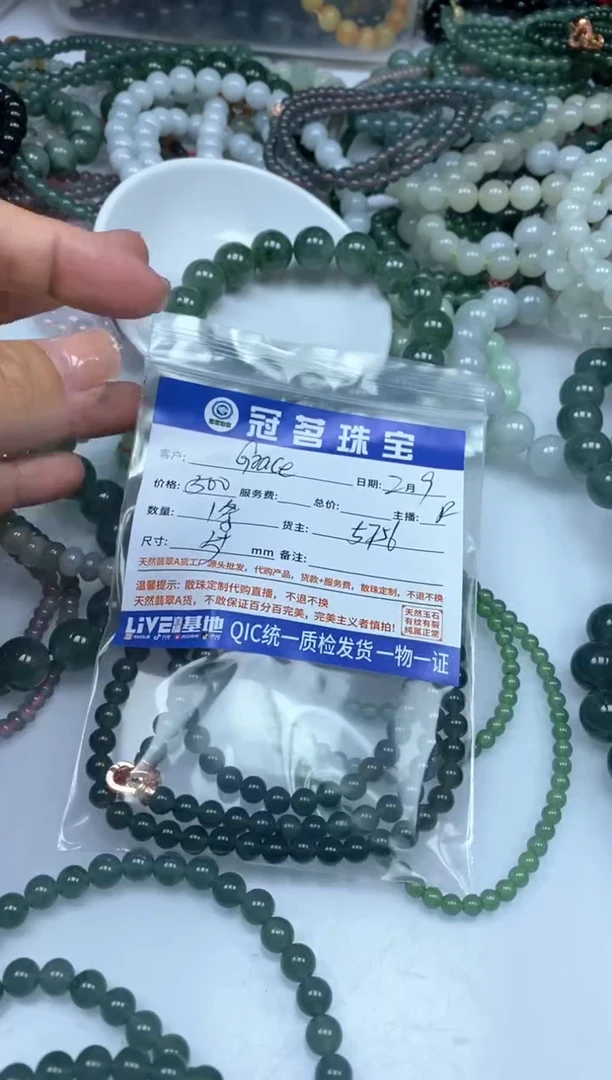 冠茗珠宝
客户: Grace 日期: 2月9
价格: 300 服务费: 总价: 主播: R
数量: 1条 货主: 5756
尺寸: mm 备注:
天然翡翠A货工厂源头批发，代购产品，货款+服务费，散珠定制，不退不换
温馨提示: 散珠定制代购直播，不退不换
天然翡翠A货，不敢保证百分百完美，完美主义者慎拍!
天然玉石
有纹有裂
纯属正常
LIVE 基地 QIC统一质检发货一物一证